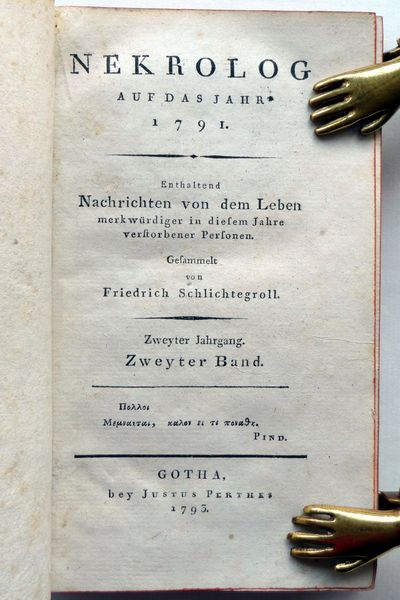 NEKROLOG
AUF DAS JAHR
1791.
Enthaltend
Nachrichten von dem Leben
merkwürdiger in dieſem Jahre
verſtorbener Perſonen.
Geſammelt
von
Friedrich Schlichtegroll.
Zweyter Jahrgang.
Zweyter Band.
Πολλοι
Μεμναται, καλον ει τι ποναθῃ.
PIND.
GOTHA,
bey JUSTUS PERTHES
1793.